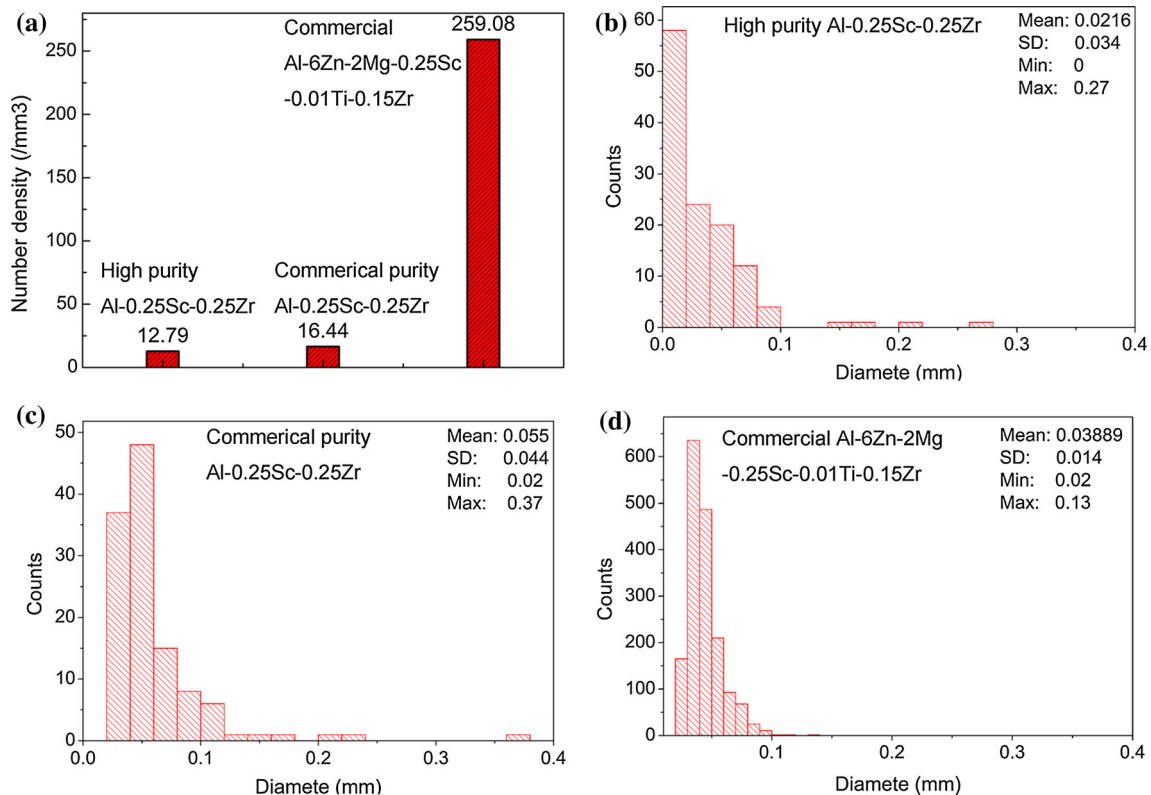 (a)
259.08
Commercial
Al-6Zn-2Mg-0.25Sc
-0.01Ti-0.15Zr
High purity
Al-0.25Sc-0.25Zr
12.79
Commerical purity
Al-0.25Sc-0.25Zr
16.44
Number density (/mm3)
250
200
150
100
50
0
(b)
High purity Al-0.25Sc-0.25Zr
Mean: 0.0216
SD: 0.034
Min: 0
Max: 0.27
Counts
60
50
40
30
20
10
0
0.0 0.1 0.2 0.3 0.4
Diamete (mm)
(c)
Commerical purity
Al-0.25Sc-0.25Zr
Mean: 0.055
SD: 0.044
Min: 0.02
Max: 0.37
Counts
50
40
30
20
10
0
0.0 0.1 0.2 0.3 0.4
Diamete (mm)
(d)
Commercial Al-6Zn-2Mg
-0.25Sc-0.01Ti-0.15Zr
Mean: 0.03889
SD: 0.014
Min: 0.02
Max: 0.13
Counts
600
500
400
300
200
100
0
0.1 0.2 0.3 0.4
Diamete (mm)